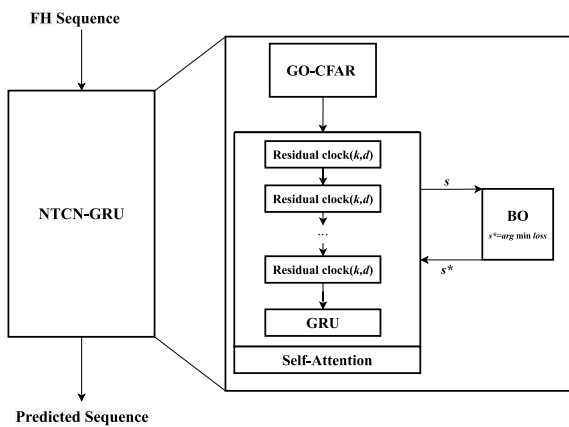 FH Sequence
NTCN-GRU
Predicted Sequence
GO-CFAR
Residual clock(k,d)
Residual clock(k,d)
...
Residual clock(k,d)
GRU
Self-Attention
s
BO
s*=arg min loss
s*